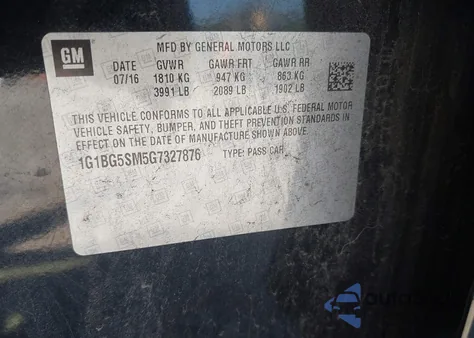 GM
MFD BY GENERAL MOTORS LLC
DATE GVWR GAWR FRT GAWR RR
07/16 1810 KG 947 KG 863 KG
3991 LB 2089 LB 1902 LB
THIS VEHICLE CONFORMS TO ALL APPLICABLE U.S. FEDERAL MOTOR
VEHICLE SAFETY, BUMPER, AND THEFT PREVENTION STANDARDS IN
EFFECT ON THE DATE OF MANUFACTURE SHOWN ABOVE.
1G1BG5SM5G7327876 TYPE: PASS CAR